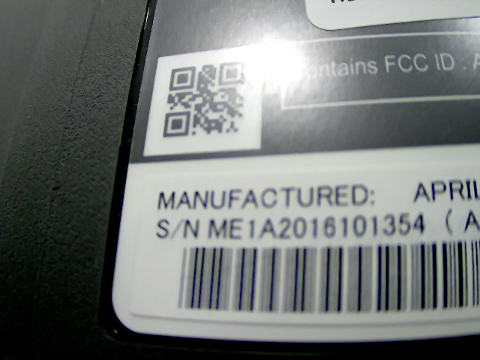 Contains FCC ID : A
MANUFACTURED: APRIL
S/N ME1A2016101354 ( A